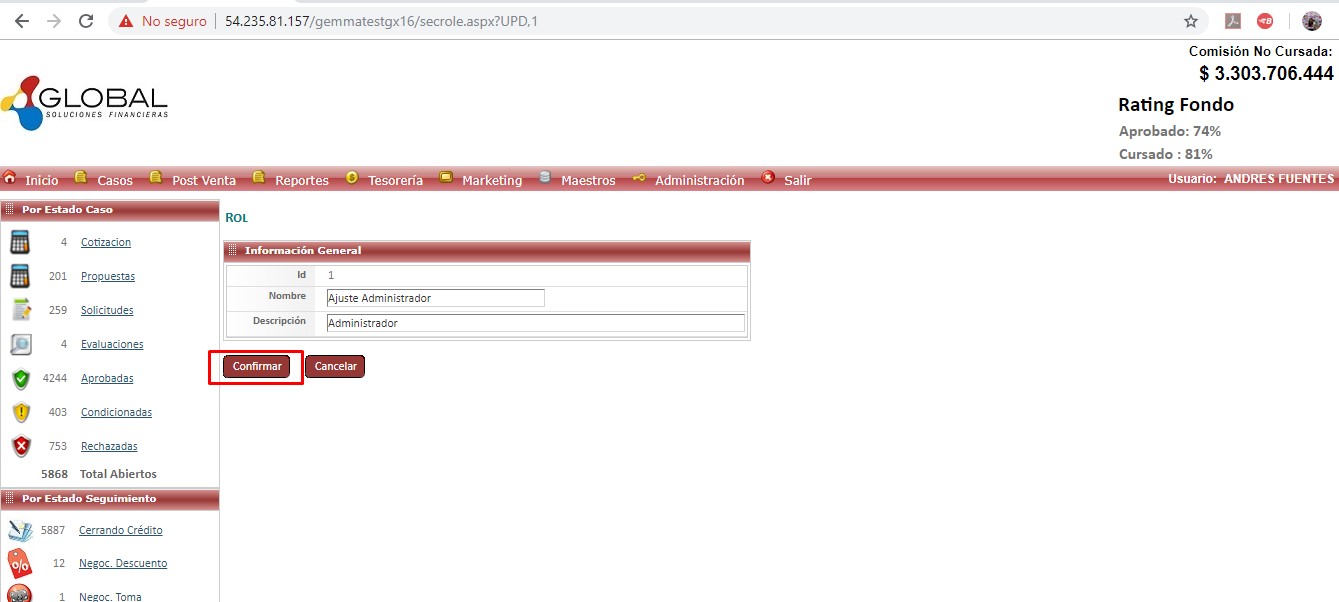 No seguro | 54.235.81.157/gemmatestgx16/secrole.aspx?UPD,1
Comisión No Cursada:
$ 3.303.706.444
GLOBAL
SOLUCIONES FINANCIERAS
Rating Fondo
Aprobado: 74%
Cursado : 81%
Inicio Casos Post Venta Reportes Tesorería Marketing Maestros Administración Salir Usuario: ANDRES FUENTES
Por Estado Caso
4 Cotizacion
201 Propuestas
259 Solicitudes
4 Evaluaciones
4244 Aprobadas
403 Condicionadas
753 Rechazadas
5868 Total Abiertos
Por Estado Seguimiento
5887 Cerrando Crédito
12 Negoc. Descuento
1 Negoc. Toma
ROL
Información General
Id 1
Nombre Ajuste Administrador
Descripción Administrador
Confirmar Cancelar